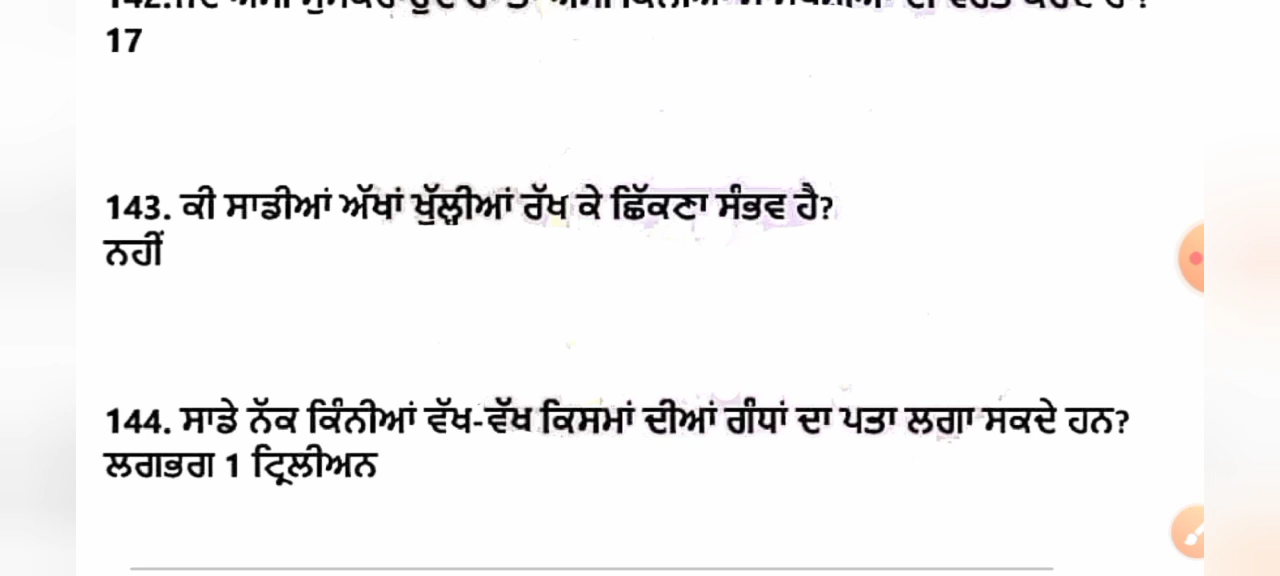 17
143. ਕੀ ਸਾਡੀਆਂ ਅੱਖਾਂ ਖੁੱਲ੍ਹੀਆਂ ਰੱਖ ਕੇ ਛਿੱਕਣਾ ਸੰਭਵ ਹੈ?
ਨਹੀਂ
144. ਸਾਡੇ ਨੱਕ ਕਿੰਨੀਆਂ ਵੱਖ-ਵੱਖ ਕਿਸਮਾਂ ਦੀਆਂ ਗੰਧਾਂ ਦਾ ਪਤਾ ਲਗਾ ਸਕਦੇ ਹਨ?
ਲਗਭਗ 1 ਟ੍ਰਿਲੀਅਨ